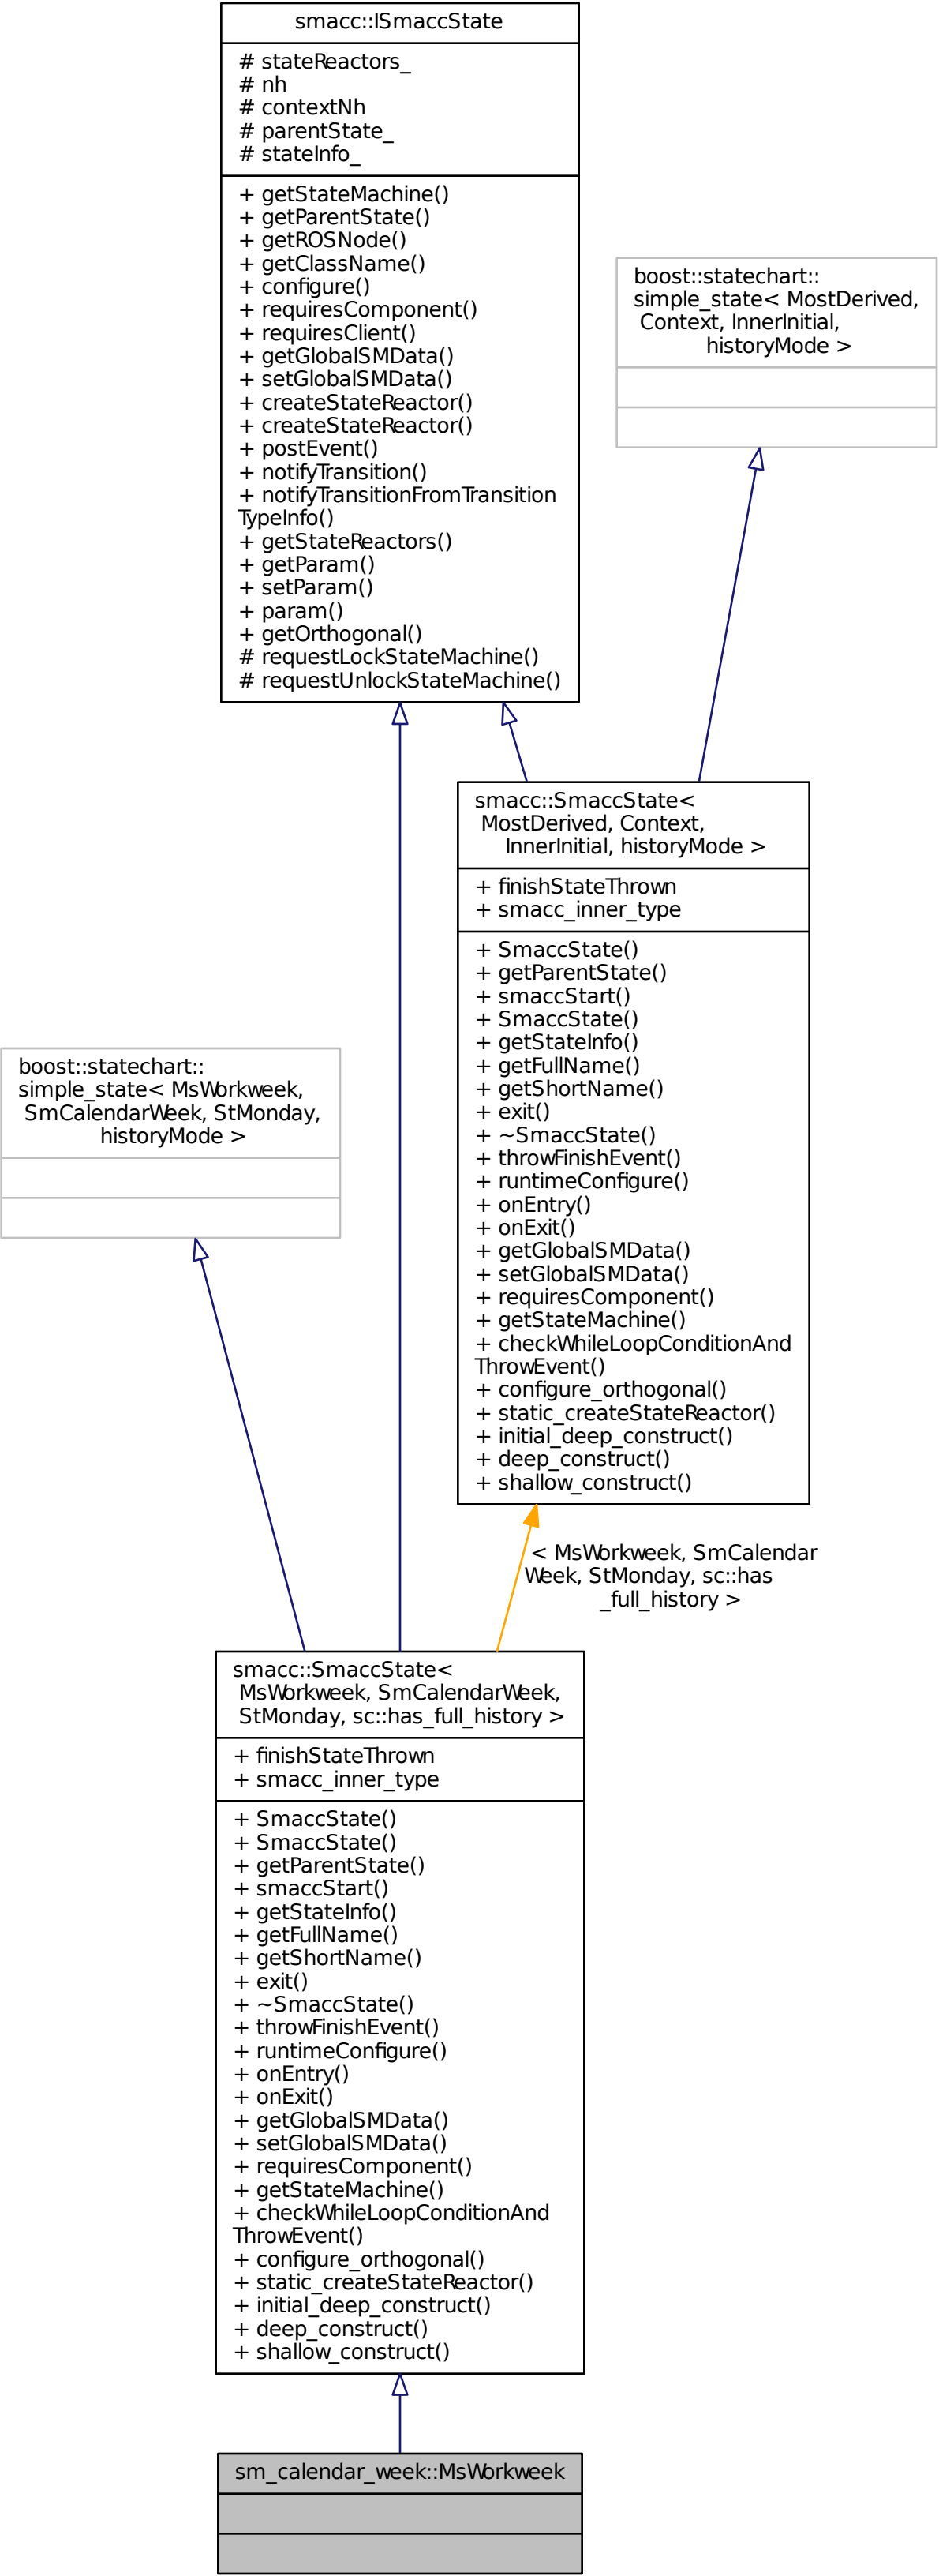 smacc::ISmaccState
# stateReactors_
# nh
# contextNh
# parentState_
# stateInfo_
+ getStateMachine()
+ getParentState()
+ getROSNode()
+ getClassName()
+ configure()
+ requiresComponent()
+ requiresClient()
+ getGlobalSMData()
+ setGlobalSMData()
+ createStateReactor()
+ createStateReactor()
+ postEvent()
+ notifyTransition()
+ notifyTransitionFromTransition
TypeInfo()
+ getStateReactors()
+ getParam()
+ setParam()
+ param()
+ getOrthogonal()
# requestLockStateMachine()
# requestUnlockStateMachine()
boost::statechart::
simple_state< MostDerived,
Context, InnerInitial,
historyMode >
smacc::SmaccState<
MostDerived, Context,
InnerInitial, historyMode >
+ finishStateThrown
+ smacc_inner_type
+ SmaccState()
+ getParentState()
+ smaccStart()
+ SmaccState()
+ getStateInfo()
+ getFullName()
+ getShortName()
+ exit()
+ ~SmaccState()
+ throwFinishEvent()
+ runtimeConfigure()
+ onEntry()
+ onExit()
+ getGlobalSMData()
+ setGlobalSMData()
+ requiresComponent()
+ getStateMachine()
+ checkWhileLoopConditionAnd
ThrowEvent()
+ configure_orthogonal()
+ static_createStateReactor()
+ initial_deep_construct()
+ deep_construct()
+ shallow_construct()
boost::statechart::
simple_state< MsWorkweek,
SmCalendarWeek, StMonday,
historyMode >
< MsWorkweek, SmCalendar
Week, StMonday, sc::has
_full_history >
smacc::SmaccState<
MsWorkweek, SmCalendarWeek,
StMonday, sc::has_full_history >
+ finishStateThrown
+ smacc_inner_type
+ SmaccState()
+ SmaccState()
+ getParentState()
+ smaccStart()
+ getStateInfo()
+ getFullName()
+ getShortName()
+ exit()
+ ~SmaccState()
+ throwFinishEvent()
+ runtimeConfigure()
+ onEntry()
+ onExit()
+ getGlobalSMData()
+ setGlobalSMData()
+ requiresComponent()
+ getStateMachine()
+ checkWhileLoopConditionAnd
ThrowEvent()
+ configure_orthogonal()
+ static_createStateReactor()
+ initial_deep_construct()
+ deep_construct()
+ shallow_construct()
sm_calendar_week::MsWorkweek